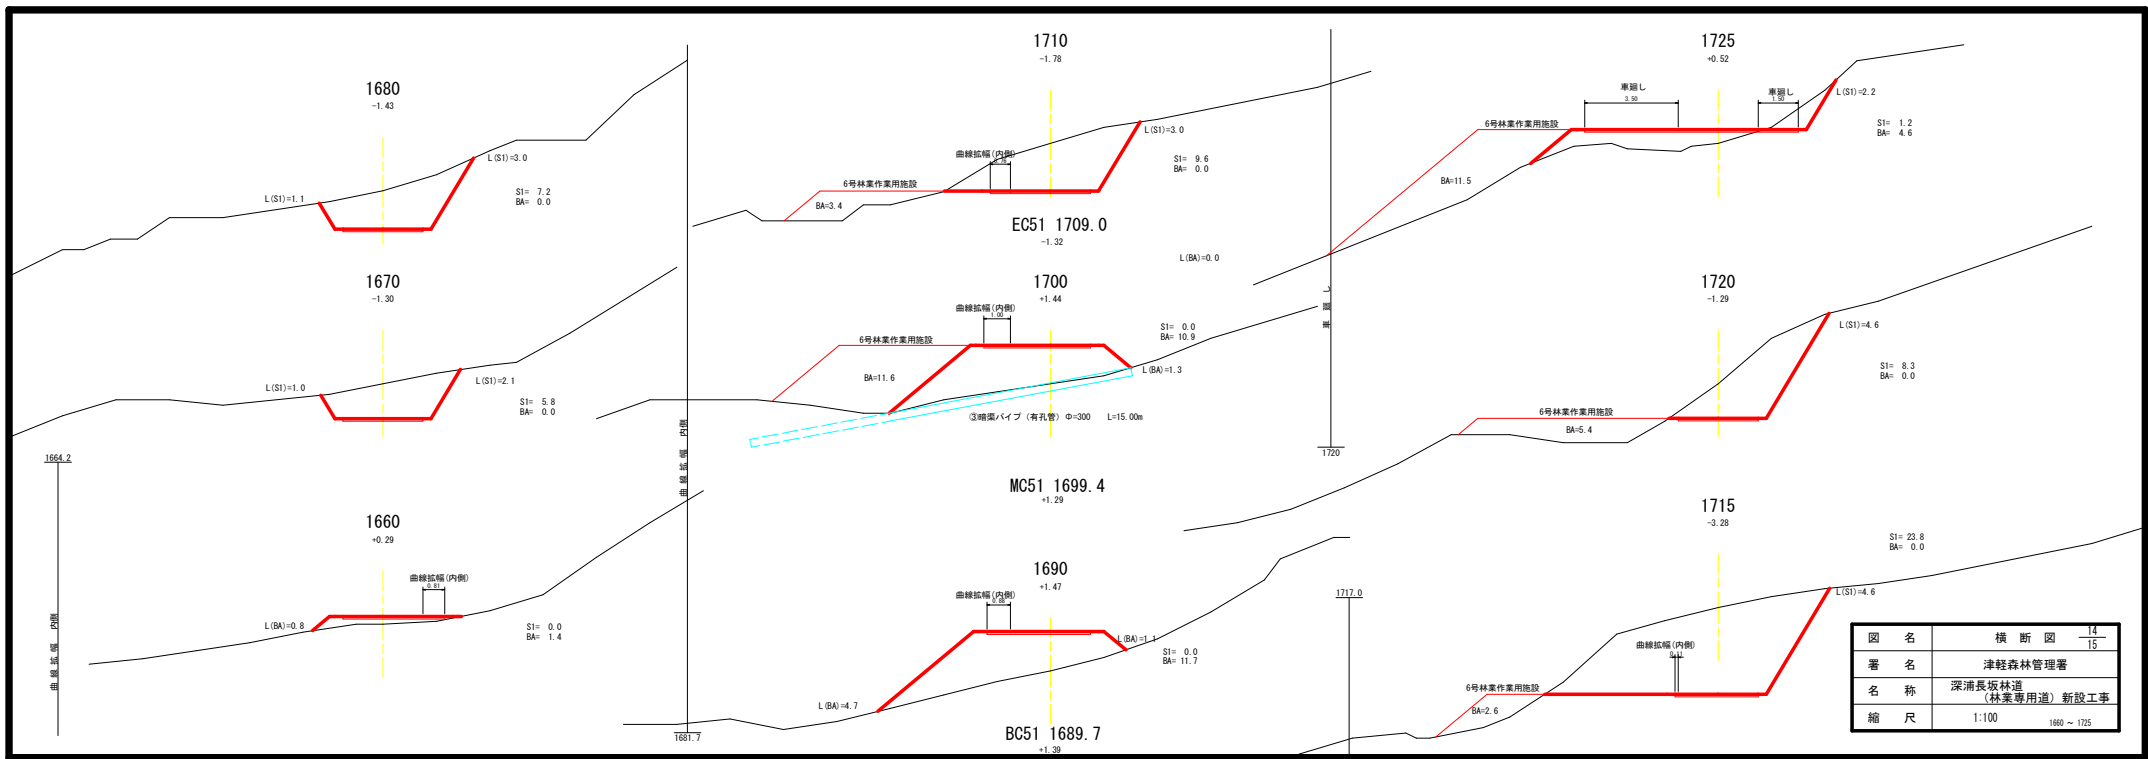 1680
-1.43
L(S1)=3.0
L(S1)=1.1
S1= 7.2
BA= 0.0
1670
-1.30
L(S1)=1.0
L(S1)=2.1
S1= 5.8
BA= 0.0
1664.2
曲線拡幅 内側
1660
+0.29
曲線拡幅(内側)
0.81
L(BA)=0.8
S1= 0.0
BA= 1.4
曲線拡幅 内側
1681.7
1710
-1.78
曲線拡幅(内側)
0.76
L(S1)=3.0
S1= 9.6
BA= 0.0
6号林業作業用施設
BA=3.4
EC51 1709.0
-1.32
L(BA)=0.0
1700
+1.44
曲線拡幅(内側)
1.00
6号林業作業用施設
S1= 0.0
BA= 10.9
BA=11.6
L(BA)=1.3
③暗渠パイプ(有孔管)Φ=300 L=15.00m
MC51 1699.4
+1.29
1690
+1.47
曲線拡幅(内側)
0.88
L(BA)=1.1
S1= 0.0
BA= 11.7
L(BA)=4.7
BC51 1689.7
+1.39
車廻し
1720
1725
+0.52
車廻し
3.50
車廻し
1.50
L(S1)=2.2
6号林業作業用施設
S1= 1.2
BA= 4.6
BA=11.5
1720
-1.29
L(S1)=4.6
S1= 8.3
BA= 0.0
6号林業作業用施設
BA=5.4
1715
-3.28
S1= 23.8
BA= 0.0
1717.0
L(S1)=4.6
曲線拡幅(内側)
0.11
6号林業作業用施設
BA=2.6
図名 横断図 14/15
署名 津軽森林管理署
名称 深浦長坂林道
(林業専用道)新設工事
縮尺 1:100 1660 ~ 1725